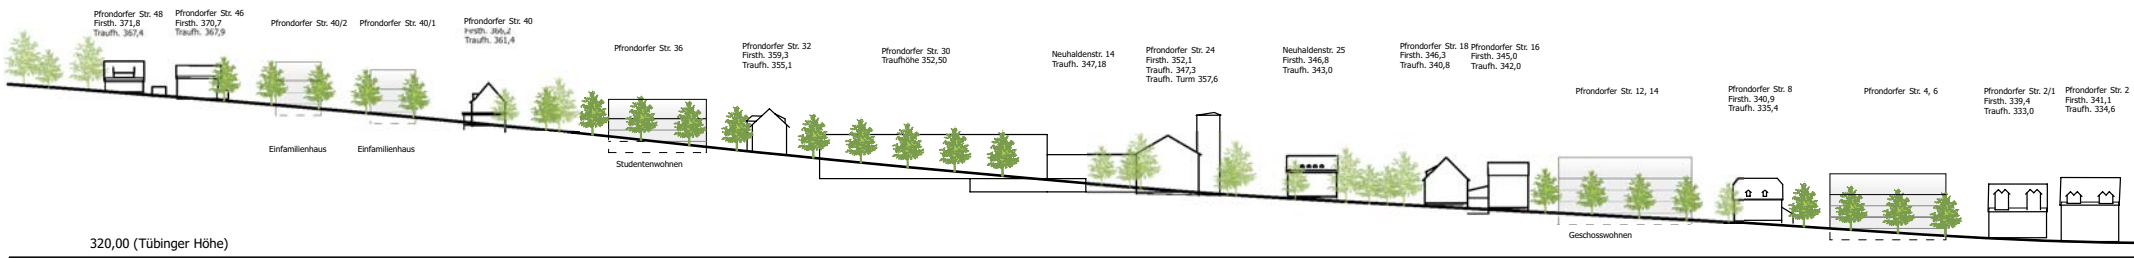 Pfrondorfer Str. 48
Firsth. 371,8
Traufh. 367,4
Pfrondorfer Str. 46
Firsth. 370,7
Traufh. 367,9
Pfrondorfer Str. 40/2
Pfrondorfer Str. 40/1
Pfrondorfer Str. 40
Firsth. 366,2
Traufh. 361,4
Pfrondorfer Str. 36
Pfrondorfer Str. 32
Firsth. 359,3
Traufh. 355,1
Pfrondorfer Str. 30
Traufhöhe 352,50
Neuhaldenstr. 14
Traufh. 347,18
Pfrondorfer Str. 24
Firsth. 352,1
Traufh. 347,3
Traufh. Turm 357,6
Neuhaldenstr. 25
Firsth. 346,8
Traufh. 343,0
Pfrondorfer Str. 18
Firsth. 346,3
Traufh. 340,8
Pfrondorfer Str. 16
Firsth. 345,0
Traufh. 342,0
Pfrondorfer Str. 12, 14
Pfrondorfer Str. 8
Firsth. 340,9
Traufh. 335,4
Pfrondorfer Str. 4, 6
Pfrondorfer Str. 2/1
Firsth. 339,4
Traufh. 333,0
Pfrondorfer Str. 2
Firsth. 341,1
Traufh. 334,6
Einfamilienhaus
Einfamilienhaus
Studentenwohnen
Geschosswohnen
320,00 (Tübinger Höhe)